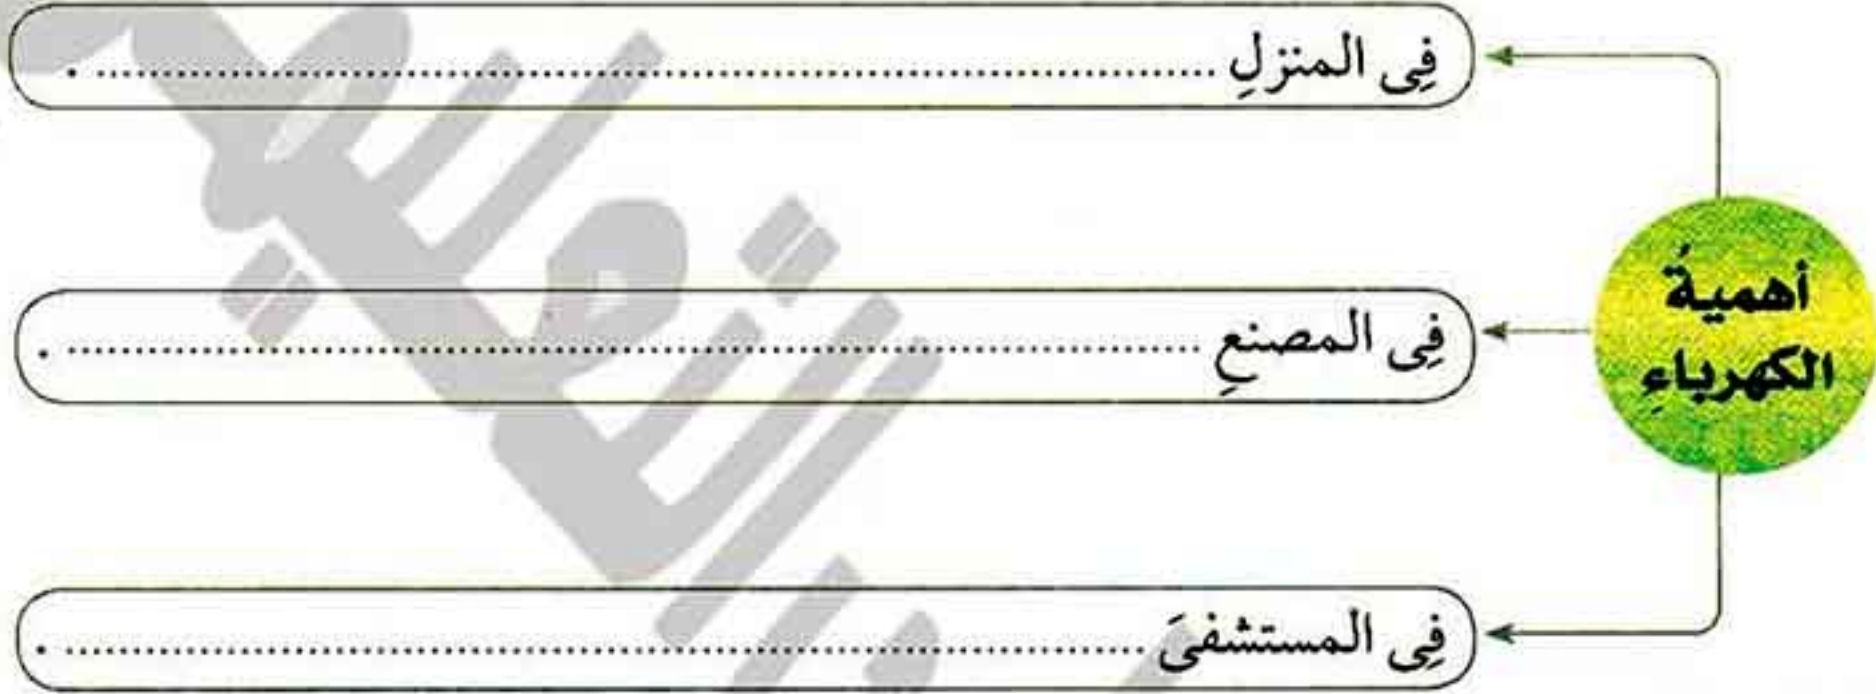 فِى المنزلِ .......................................................... .
أهميةُ
الكهرباءِ
فِى المصنعِ .......................................................... .
فِى المستشفىَ .......................................................... .